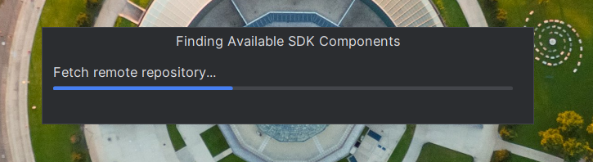 Finding Available SDK Components
Fetch remote repository...